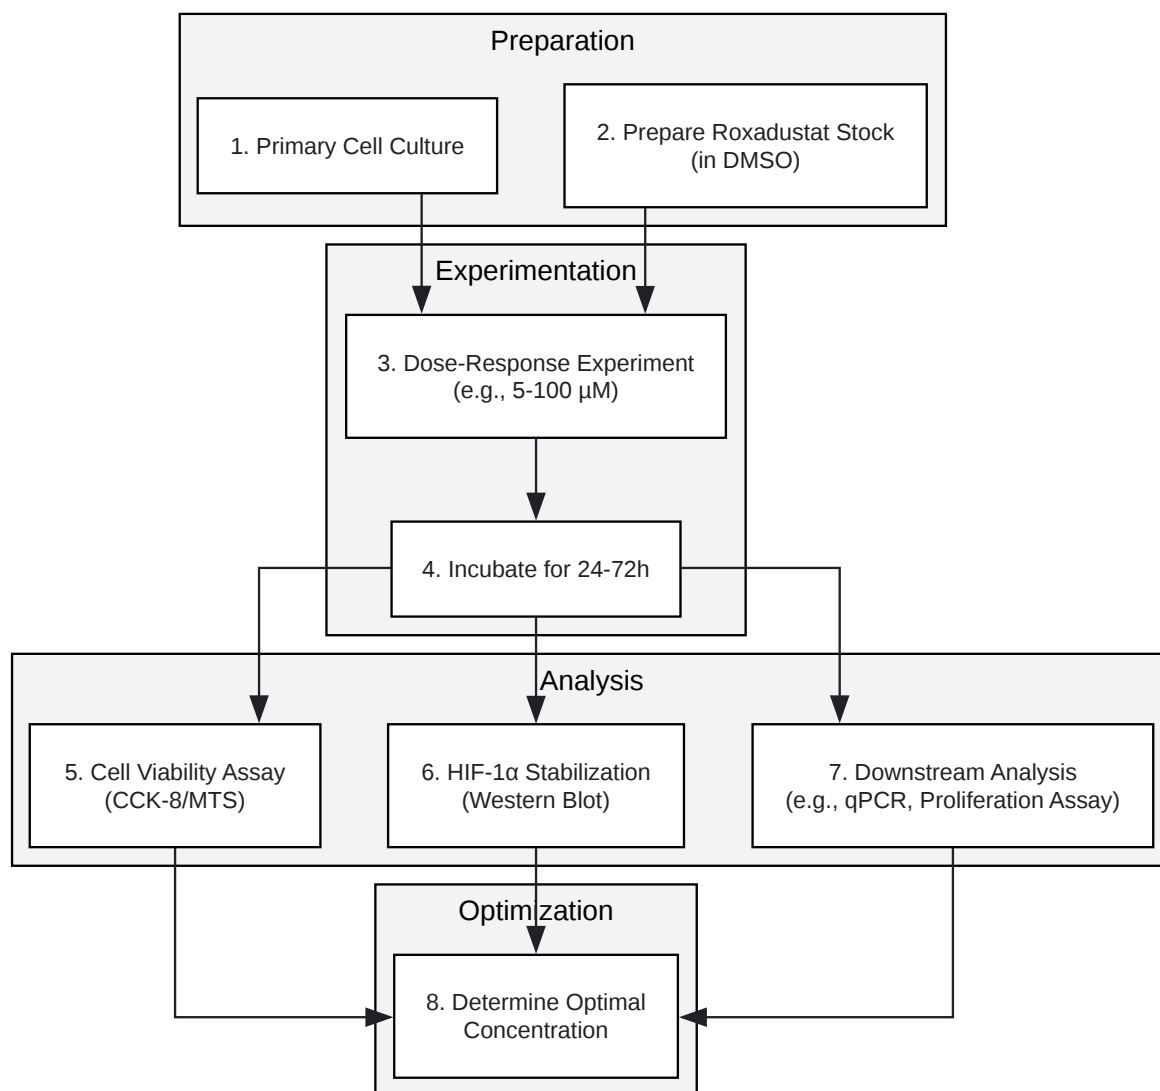 Preparation
1. Primary Cell Culture
2. Prepare Roxadustat Stock
(in DMSO)
Experimentation
3. Dose-Response Experiment
(e.g., 5-100 µM)
4. Incubate for 24-72h
Analysis
5. Cell Viability Assay
(CCK-8/MTS)
6. HIF-1α Stabilization
(Western Blot)
7. Downstream Analysis
(e.g., qPCR, Proliferation Assay)
Optimization
8. Determine Optimal
Concentration